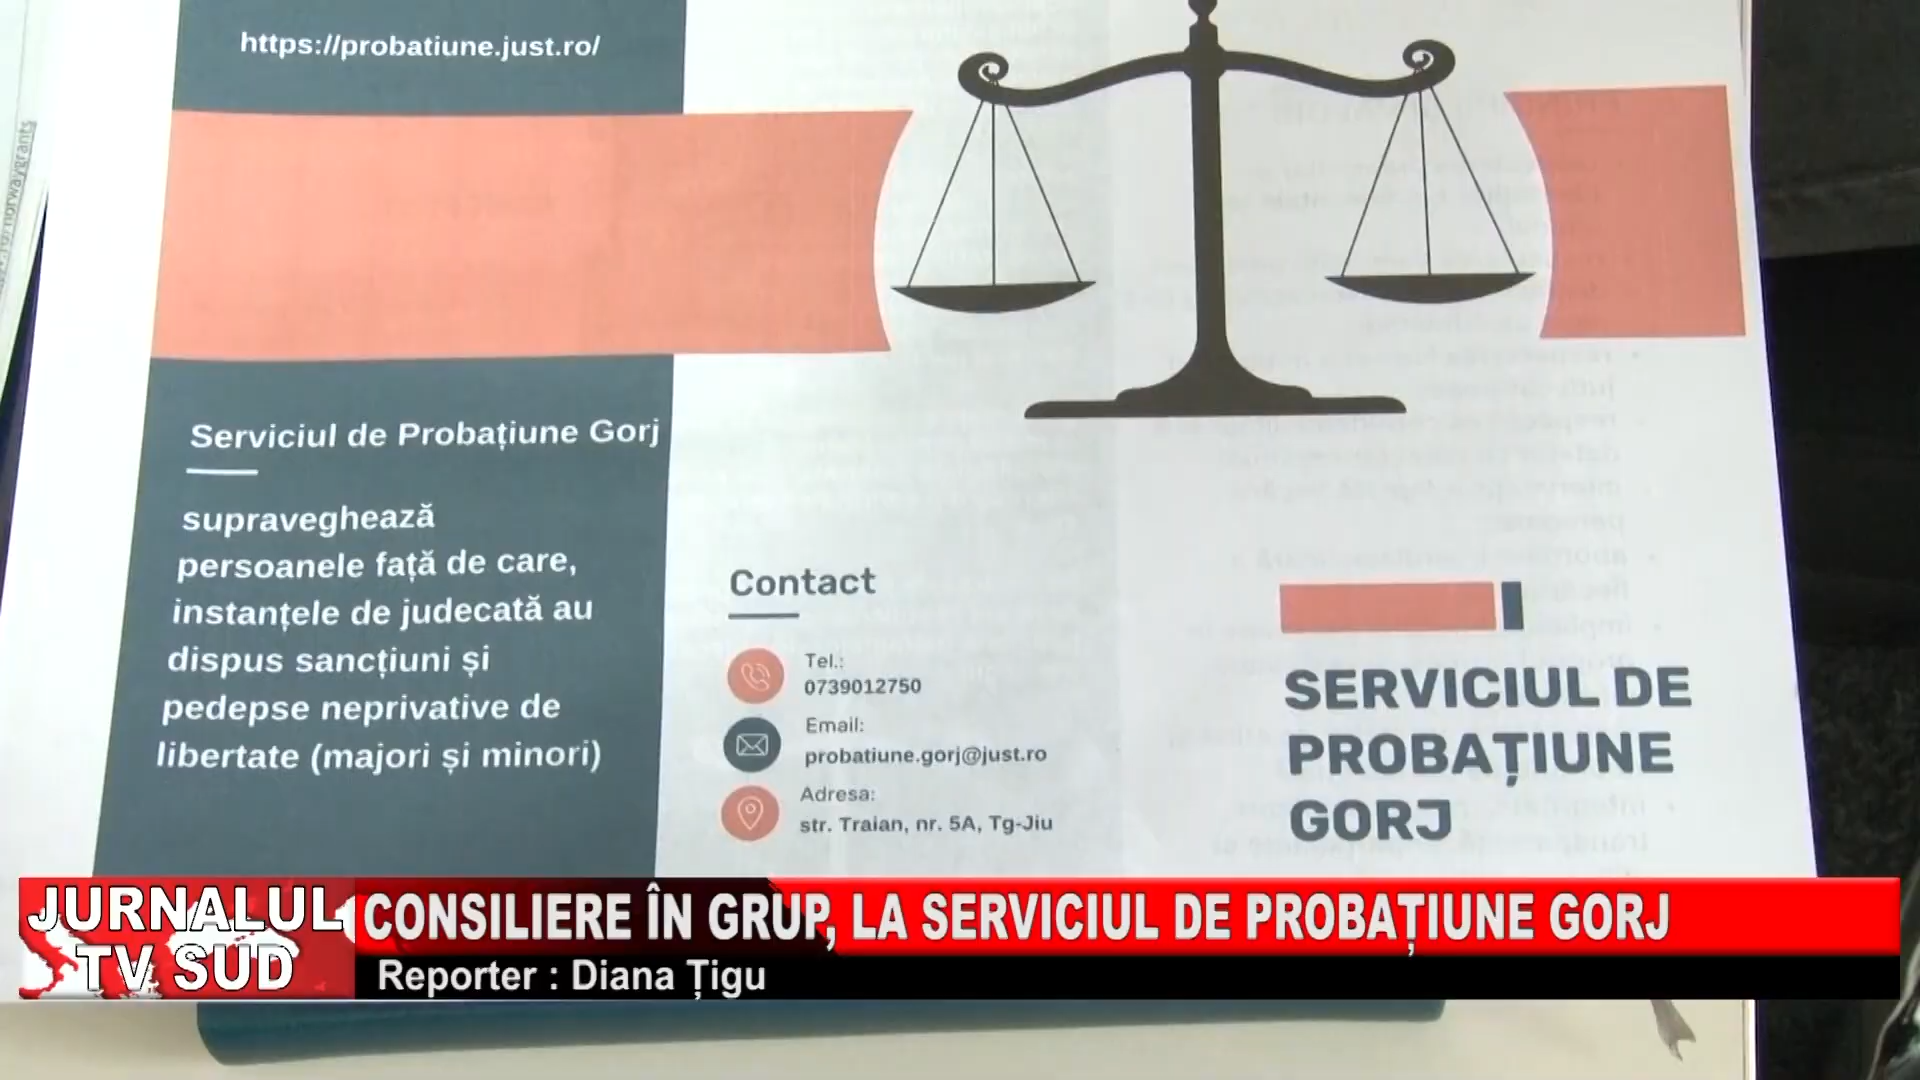 https://probatiune.just.ro/
Serviciul de Probațiune Gorj
supraveghează
persoanele față de care,
instanțele de judecată au
dispus sancțiuni și
pedepse neprivative de
libertate (majori și minori)
Contact
Tel.:
0739012750
Email:
probatiune.gorj@just.ro
Adresa:
str. Traian, nr. 5A, Tg-Jiu
SERVICIUL DE
PROBAȚIUNE
GORJ
norwaygrants
JURNALUL
TV SUD
CONSILIERE ÎN GRUP, LA SERVICIUL DE PROBAȚIUNE GORJ
Reporter : Diana Țigu